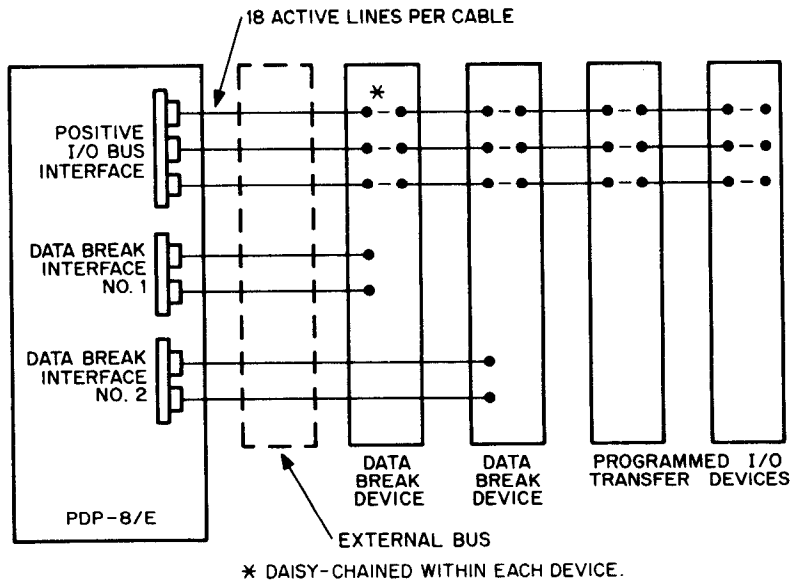 18 ACTIVE LINES PER CABLE
*
POSITIVE
I/O BUS
INTERFACE
DATA BREAK
INTERFACE
NO. 1
DATA BREAK
INTERFACE
NO. 2
PDP-8/E
DATA
BREAK
DEVICE
DATA
BREAK
DEVICE
PROGRAMMED I/O
TRANSFER DEVICES
EXTERNAL BUS
* DAISY-CHAINED WITHIN EACH DEVICE.